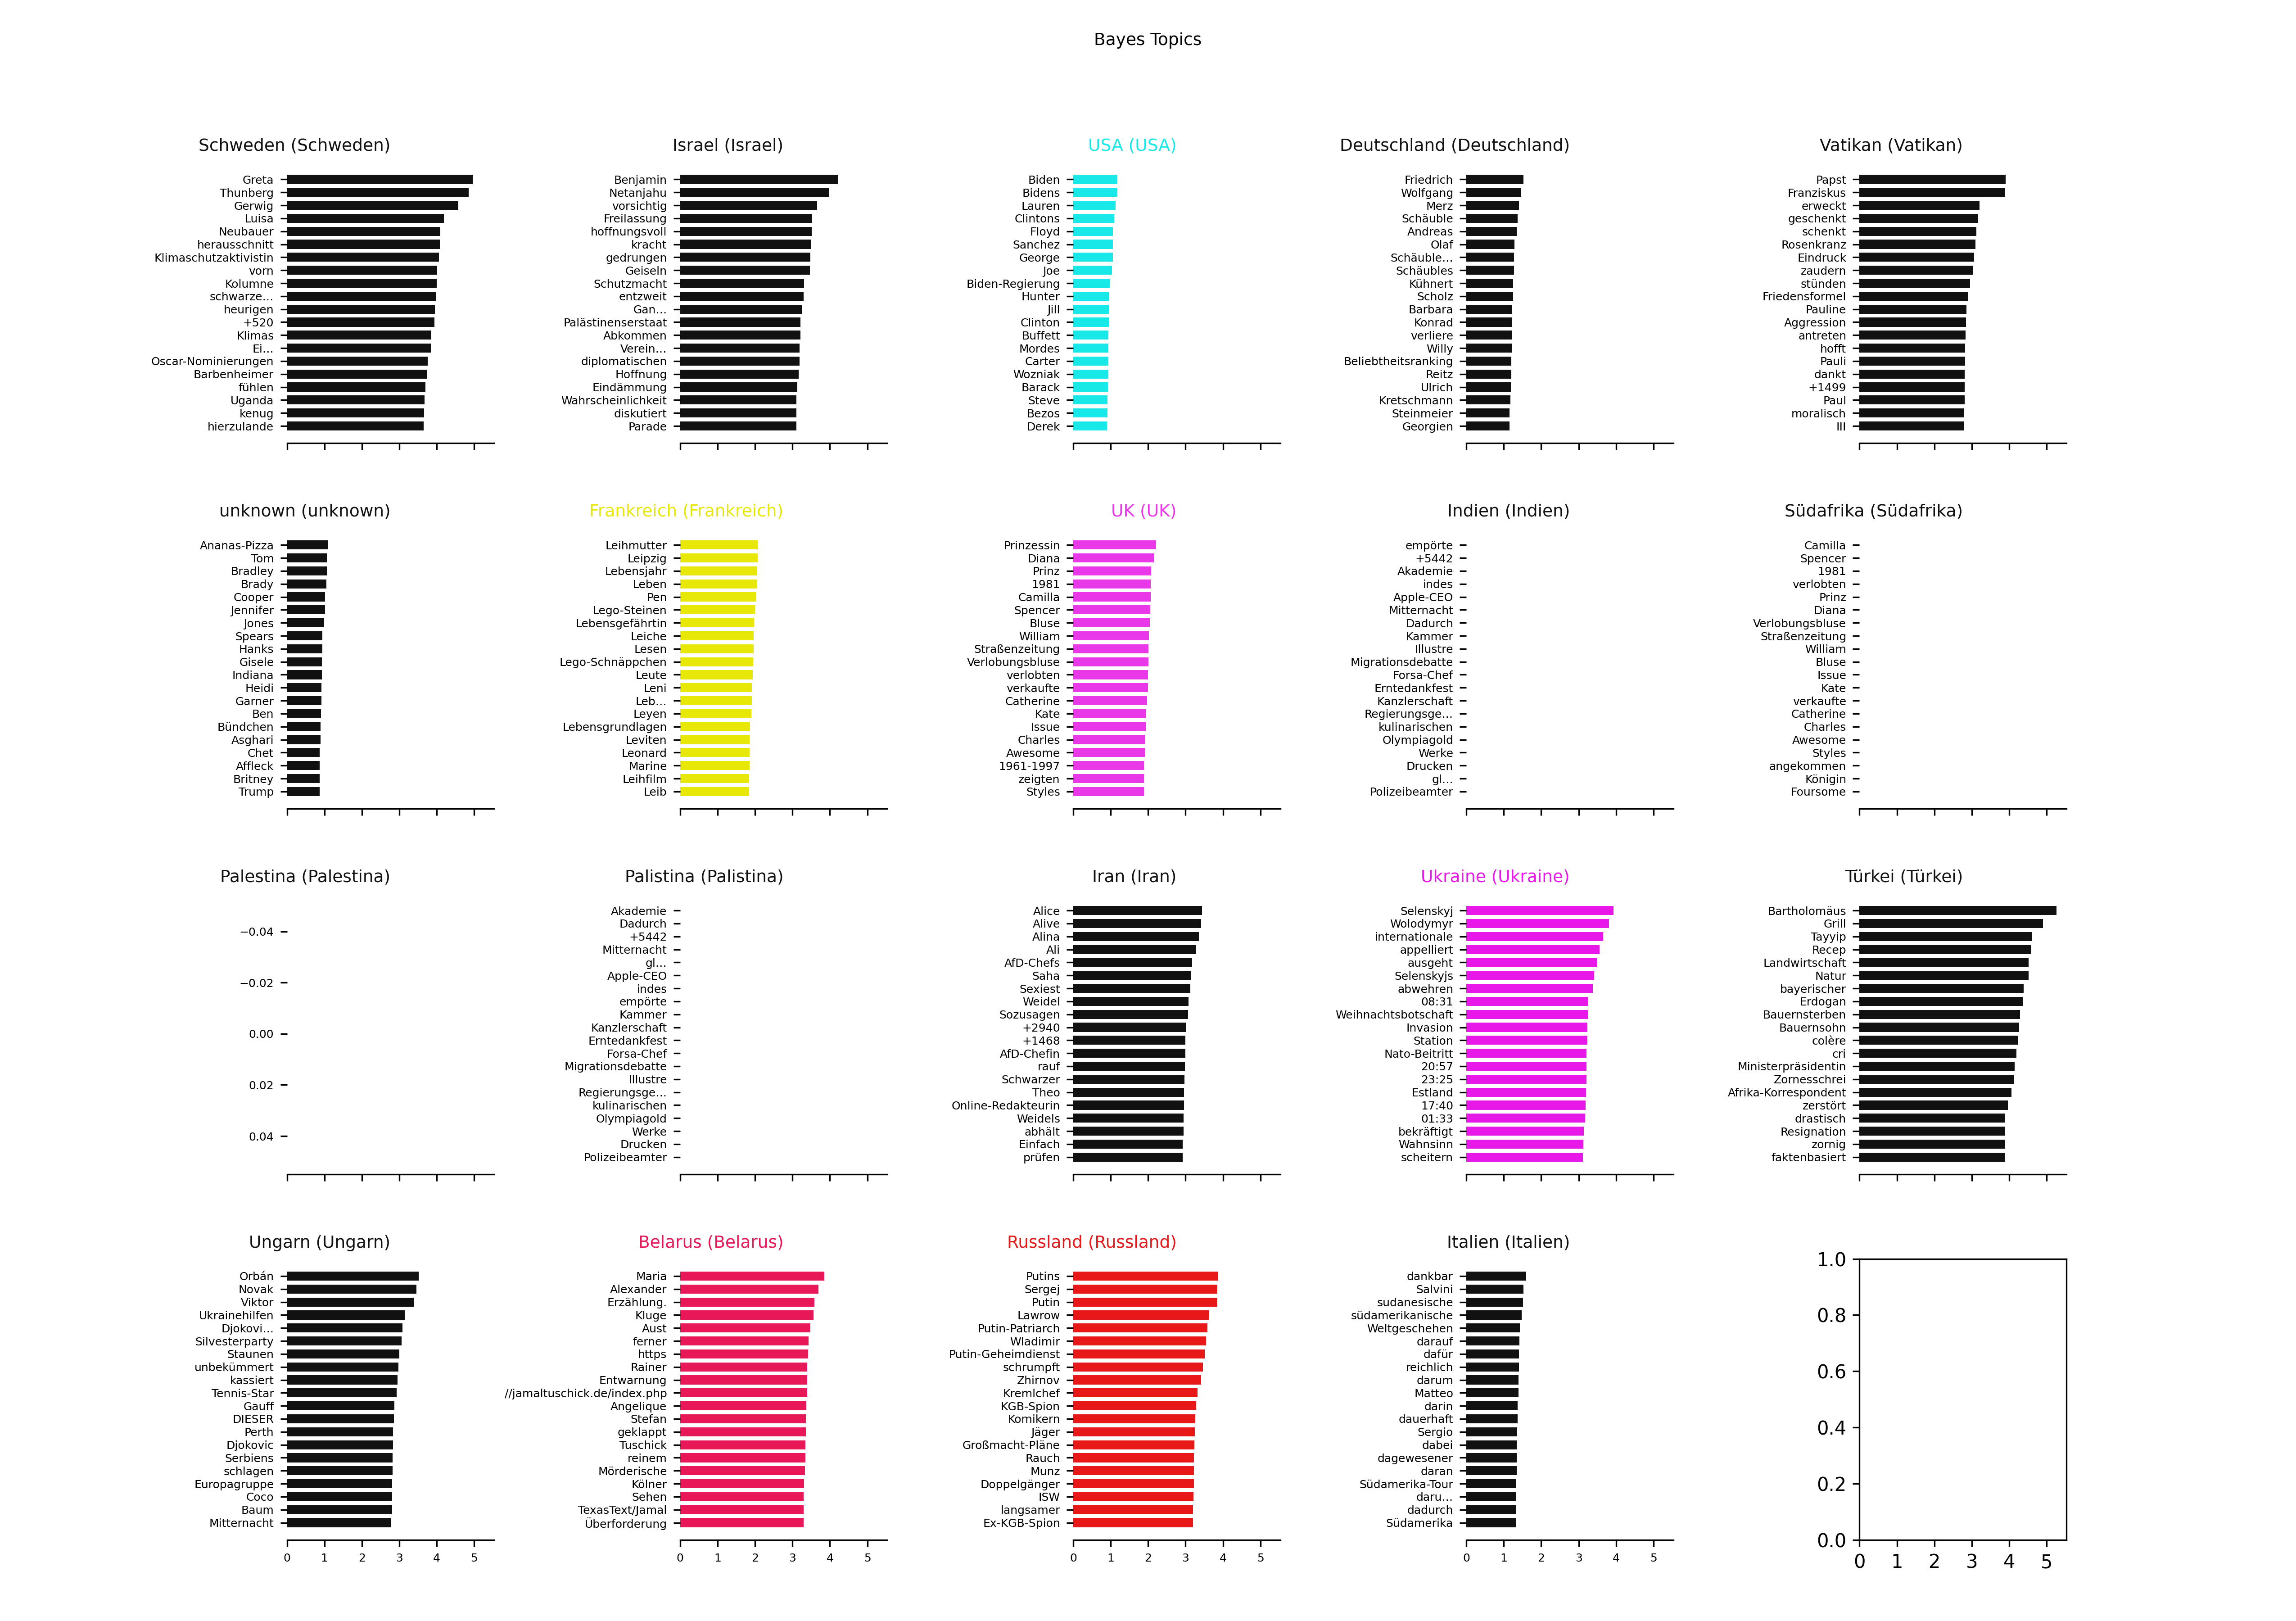 Bayes Topics
Schweden (Schweden)
Greta
Thunberg
Gerwig
Luisa
Neubauer
herausschnitt
Klimaschutzaktivistin
vorn
Kolumne
schwarze…
heurigen
+520
Klimas
Ei…
Oscar-Nominierungen
Barbenheimer
fühlen
Uganda
kenug
hierzulande
Israel (Israel)
Benjamin
Netanjahu
vorsichtig
Freilassung
hoffnungsvoll
kracht
gedrungen
Geiseln
Schutzmacht
entzweit
Gan…
Palästinenserstaat
Abkommen
Verein…
diplomatischen
Hoffnung
Eindämmung
Wahrscheinlichkeit
diskutiert
Parade
USA (USA)
Biden
Bidens
Lauren
Clintons
Floyd
Sanchez
George
Joe
Biden-Regierung
Hunter
Jill
Clinton
Buffett
Mordes
Carter
Wozniak
Barack
Steve
Bezos
Derek
Deutschland (Deutschland)
Friedrich
Wolfgang
Merz
Schäuble
Andreas
Olaf
Schäuble…
Schäubles
Kühnert
Scholz
Barbara
Konrad
verliere
Willy
Beliebtheitsranking
Reitz
Ulrich
Kretschmann
Steinmeier
Georgien
Vatikan (Vatikan)
Papst
Franziskus
erweckt
geschenkt
schenkt
Rosenkranz
Eindruck
zaudern
stünden
Friedensformel
Pauline
Aggression
antreten
hofft
Pauli
dankt
+1499
Paul
moralisch
III
unknown (unknown)
Ananas-Pizza
Tom
Bradley
Brady
Cooper
Jennifer
Jones
Spears
Hanks
Gisele
Indiana
Heidi
Garner
Ben
Bündchen
Asghari
Chet
Affleck
Britney
Trump
Frankreich (Frankreich)
Leihmutter
Leipzig
Lebensjahr
Leben
Pen
Lego-Steinen
Lebensgefährtin
Leiche
Lesen
Lego-Schnäppchen
Leute
Leni
Leb…
Leyen
Lebensgrundlagen
Leviten
Leonard
Marine
Leihfilm
Leib
UK (UK)
Prinzessin
Diana
Prinz
1981
Camilla
Spencer
Bluse
William
Straßenzeitung
Verlobungsbluse
verlobten
verkaufte
Catherine
Kate
Issue
Charles
Awesome
1961-1997
zeigten
Styles
Indien (Indien)
empörte
+5442
Akademie
indes
Apple-CEO
Mitternacht
Dadurch
Kammer
Illustre
Migrationsdebatte
Forsa-Chef
Erntedankfest
Kanzlerschaft
Regierungsge…
kulinarischen
Olympiagold
Werke
Drucken
gl…
Polizeibeamter
Südafrika (Südafrika)
Camilla
Spencer
1981
verlobten
Prinz
Diana
Verlobungsbluse
Straßenzeitung
William
Bluse
Issue
Kate
verkaufte
Catherine
Charles
Awesome
Styles
angekommen
Königin
Foursome
Palestina (Palestina)
−0.04
−0.02
0.00
0.02
0.04
Palistina (Palistina)
Akademie
Dadurch
+5442
Mitternacht
gl…
Apple-CEO
indes
empörte
Kammer
Kanzlerschaft
Erntedankfest
Forsa-Chef
Migrationsdebatte
Illustre
Regierungsge…
kulinarischen
Olympiagold
Werke
Drucken
Polizeibeamter
Iran (Iran)
Alice
Alive
Alina
Ali
AfD-Chefs
Saha
Sexiest
Weidel
Sozusagen
+2940
+1468
AfD-Chefin
rauf
Schwarzer
Theo
Online-Redakteurin
Weidels
abhält
Einfach
prüfen
Ukraine (Ukraine)
Selenskyj
Wolodymyr
internationale
appelliert
ausgeht
Selenskyjs
abwehren
08:31
Weihnachtsbotschaft
Invasion
Station
Nato-Beitritt
20:57
23:25
Estland
17:40
01:33
bekräftigt
Wahnsinn
scheitern
Türkei (Türkei)
Bartholomäus
Grill
Tayyip
Recep
Landwirtschaft
Natur
bayerischer
Erdogan
Bauernsterben
Bauernsohn
colère
cri
Ministerpräsidentin
Zornesschrei
Afrika-Korrespondent
zerstört
drastisch
Resignation
zornig
faktenbasiert
Ungarn (Ungarn)
Orbán
Novak
Viktor
Ukrainehilfen
Djokovi…
Silvesterparty
Staunen
unbekümmert
kassiert
Tennis-Star
Gauff
DIESER
Perth
Djokovic
Serbiens
schlagen
Europagruppe
Coco
Baum
Mitternacht
0 1 2 3 4 5
Belarus (Belarus)
Maria
Alexander
Erzählung.
Kluge
Aust
ferner
https
Rainer
Entwarnung
//jamaltuschick.de/index.php
Angelique
Stefan
geklappt
Tuschick
reinem
Mörderische
Kölner
Sehen
TexasText/Jamal
Überforderung
0 1 2 3 4 5
Russland (Russland)
Putins
Sergej
Putin
Lawrow
Putin-Patriarch
Wladimir
Putin-Geheimdienst
schrumpft
Zhirnov
Kremlchef
KGB-Spion
Komikern
Jäger
Großmacht-Pläne
Rauch
Munz
Doppelgänger
ISW
langsamer
Ex-KGB-Spion
0 1 2 3 4 5
Italien (Italien)
dankbar
Salvini
sudanesische
südamerikanische
Weltgeschehen
darauf
dafür
reichlich
darum
Matteo
darin
dauerhaft
Sergio
dabei
dagewesener
daran
Südamerika-Tour
daru…
dadurch
Südamerika
0 1 2 3 4 5
1.0
0.8
0.6
0.4
0.2
0.0
0 1 2 3 4 5